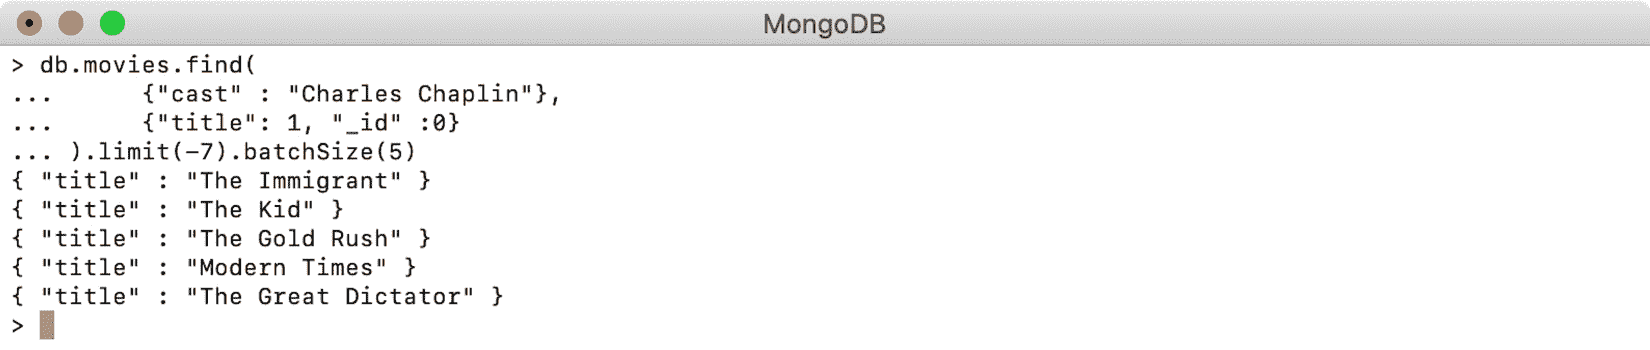 MongoDB
> db.movies.find(
...      {"cast" : "Charles Chaplin"},
...      {"title": 1, "_id" :0}
... ).limit(-7).batchSize(5)
{ "title" : "The Immigrant" }
{ "title" : "The Kid" }
{ "title" : "The Gold Rush" }
{ "title" : "Modern Times" }
{ "title" : "The Great Dictator" }
>